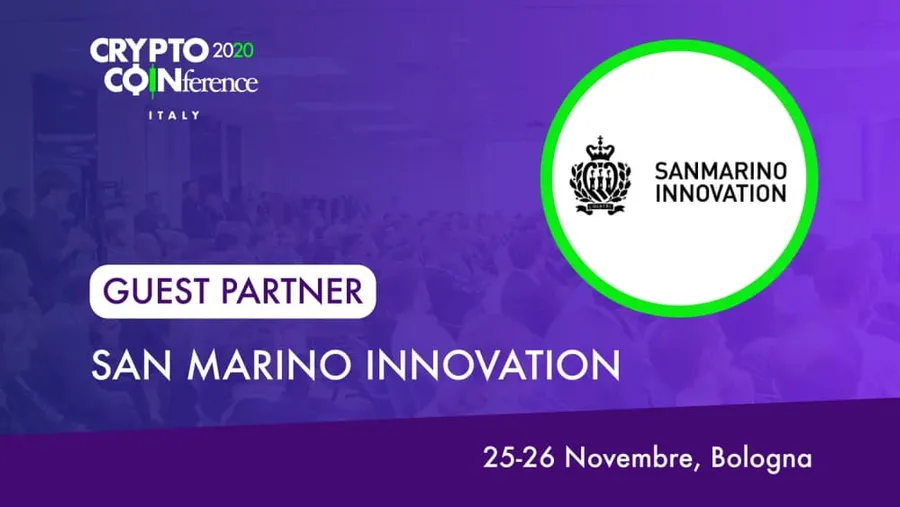 CRYPTO 2020
COINference
ITALY
SANMARINO
INNOVATION
GUEST PARTNER
SAN MARINO INNOVATION
25-26 Novembre, Bologna